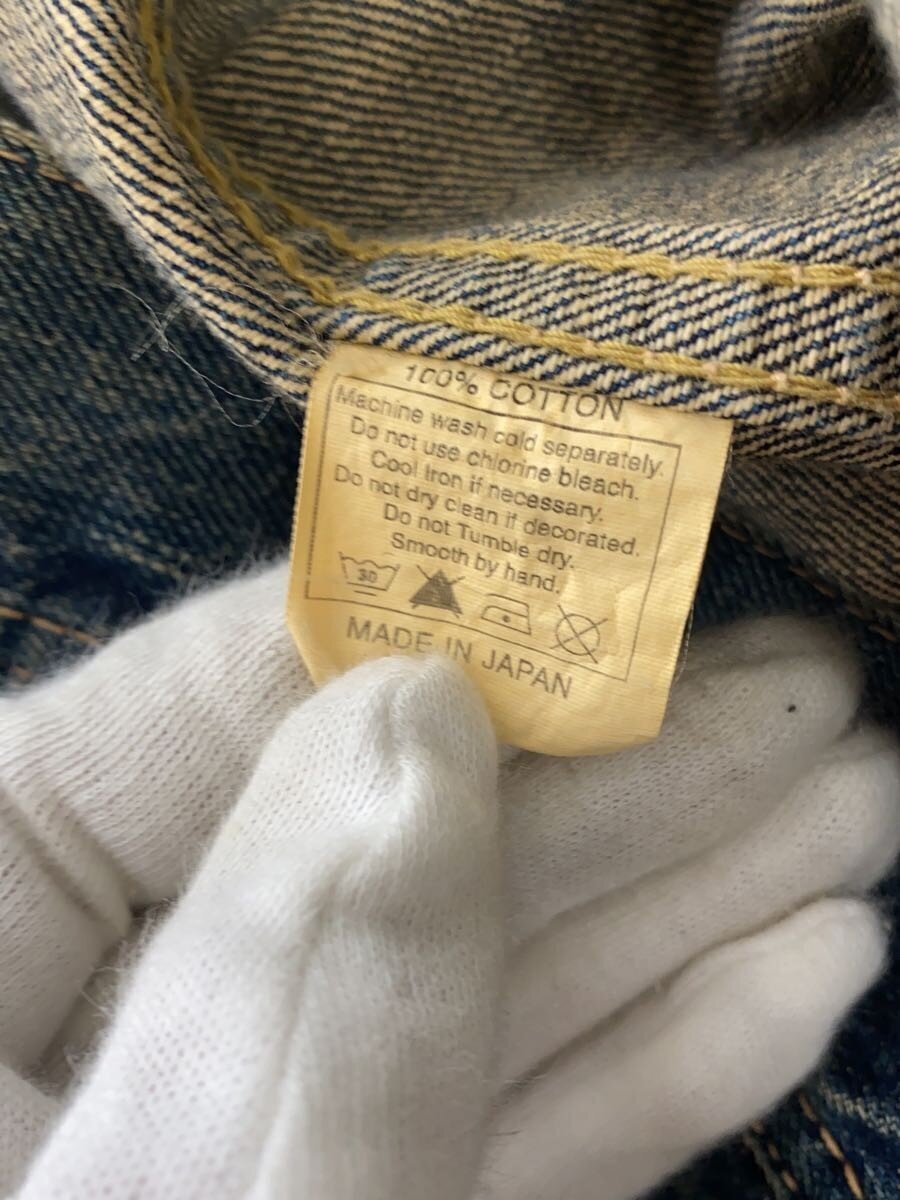 100% COTTON
Machine wash cold separately.
Do not use chlorine bleach.
Cool Iron if necessary.
Do not dry clean if decorated.
Do not Tumble dry.
Smooth by hand.
30
MADE IN JAPAN